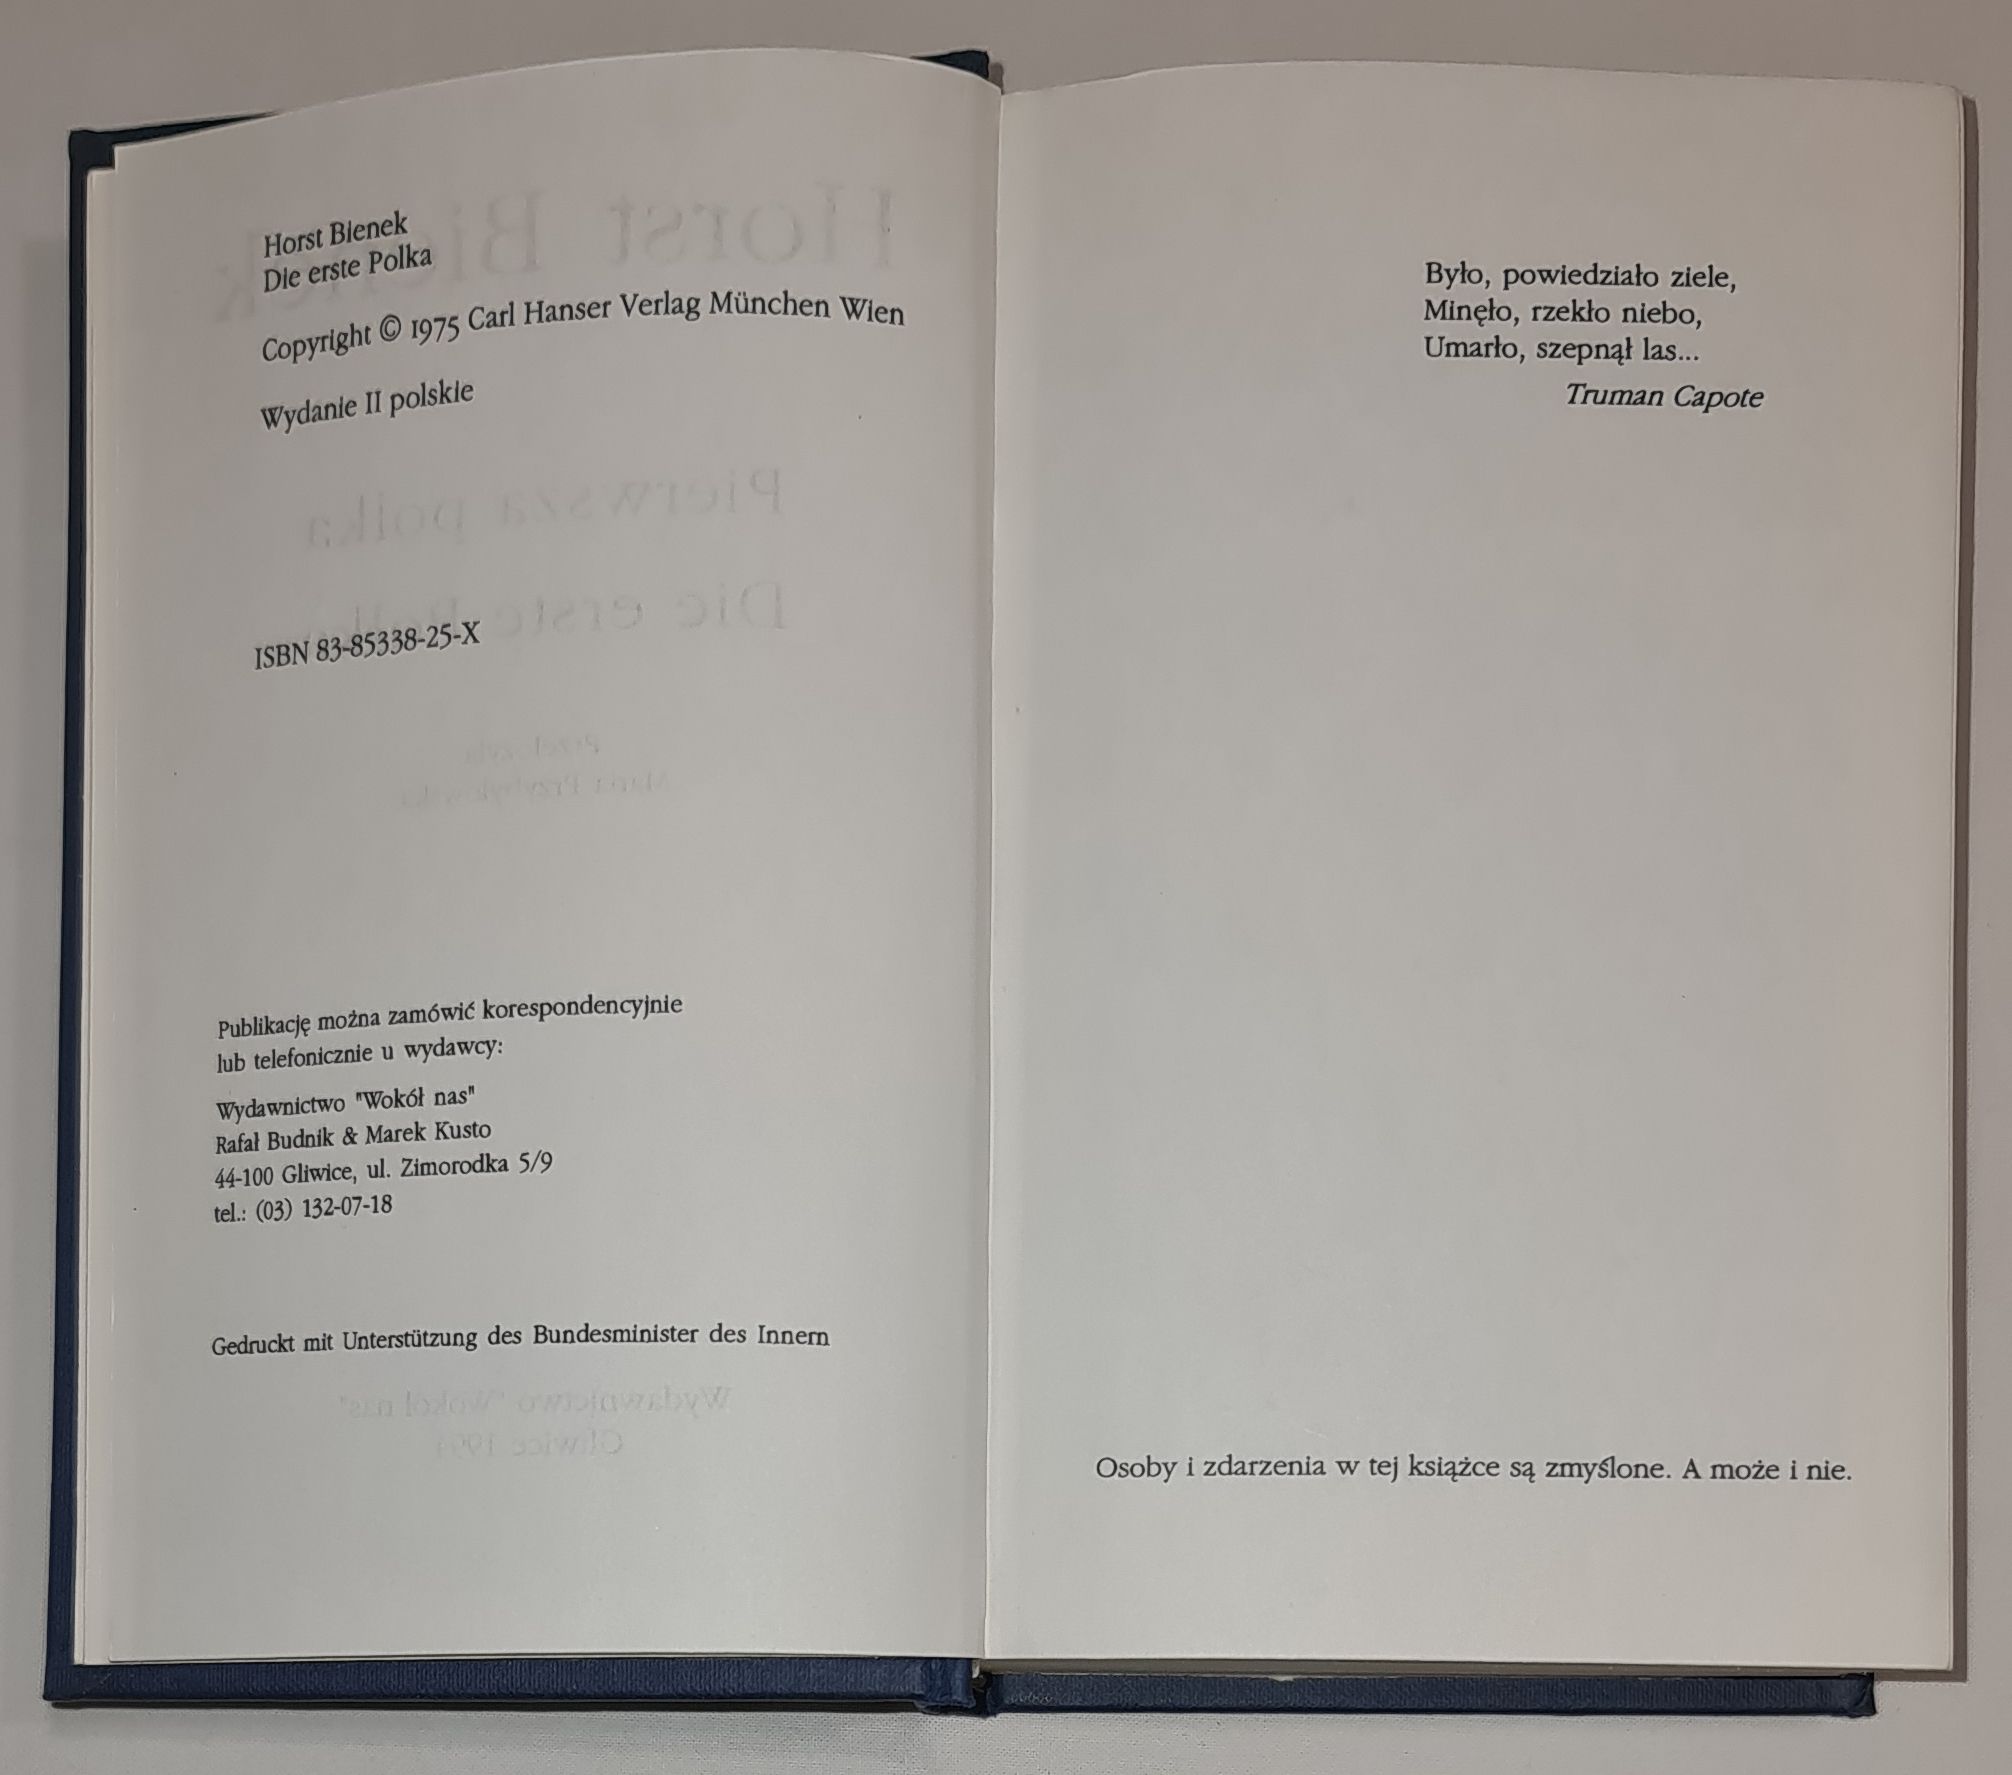 Horst Bienek
Die erste Polka
Copyright © 1975 Carl Hanser Verlag München Wien
Wydanie II polskie
ISBN 83-85338-25-X
Publikację można zamówić korespondencyjnie
lub telefonicznie u wydawcy:
Wydawnictwo "Wokół nas"
Rafał Budnik & Marek Kusto
44-100 Gliwice, ul. Zimorodka 5/9
tel.: (03) 132-07-18
Gedruckt mit Unterstützung des Bundesminister des Innern
Było, powiedziało ziele,
Minęło, rzekło niebo,
Umarło, szepnął las...
Truman Capote
Osoby i zdarzenia w tej książce są zmyślone. A może i nie.